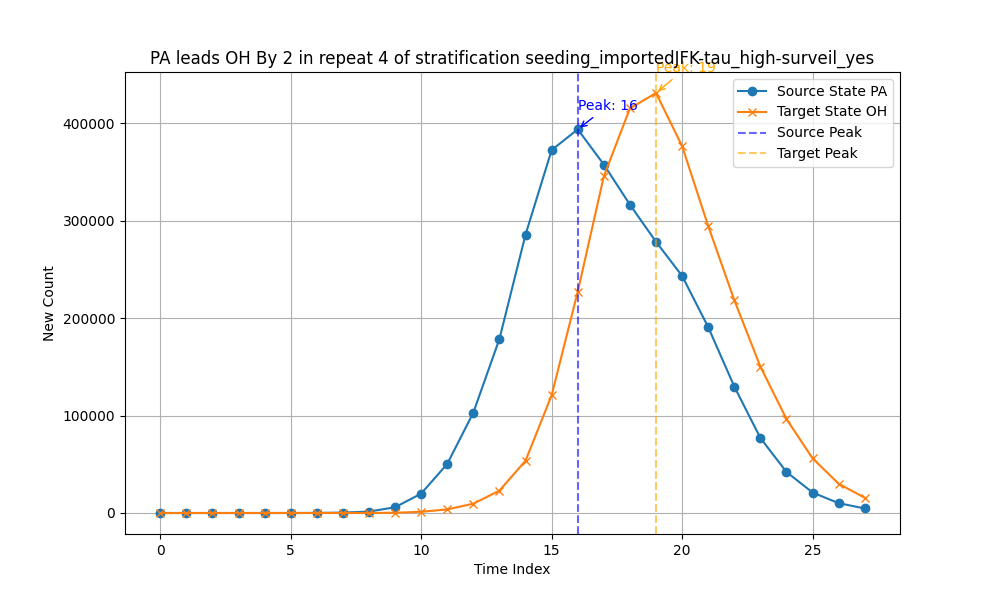 PA leads OH By 2 in repeat 4 of stratification seeding_importedJFK-tau_high-surveil_yes
Peak: 19
Peak: 16
Source State PA
Target State OH
Source Peak
Target Peak
400000
300000
200000
100000
0
New Count
0 5 10 15 20 25
Time Index